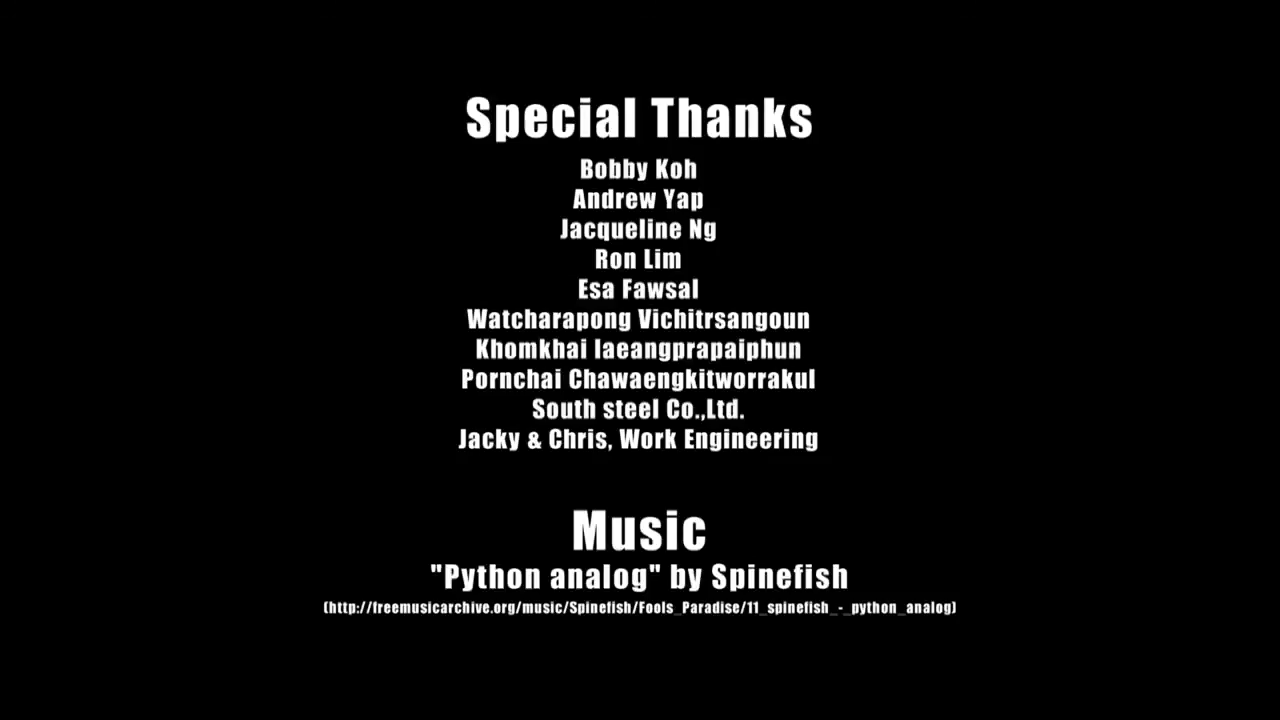 Special Thanks
Bobby Koh
Andrew Yap
Jacqueline Ng
Ron Lim
Esa Fawsal
Watcharapong Vichitrsangoun
Khomkhai Iaeangprapaiphun
Pornchai Chawaengkitworrakul
South steel Co.,Ltd.
Jacky & Chris, Work Engineering
Music
"Python analog" by Spinefish
(http://freemusicarchive.org/music/Spinefish/Fools_Paradise/11_spinefish_-_python_analog)